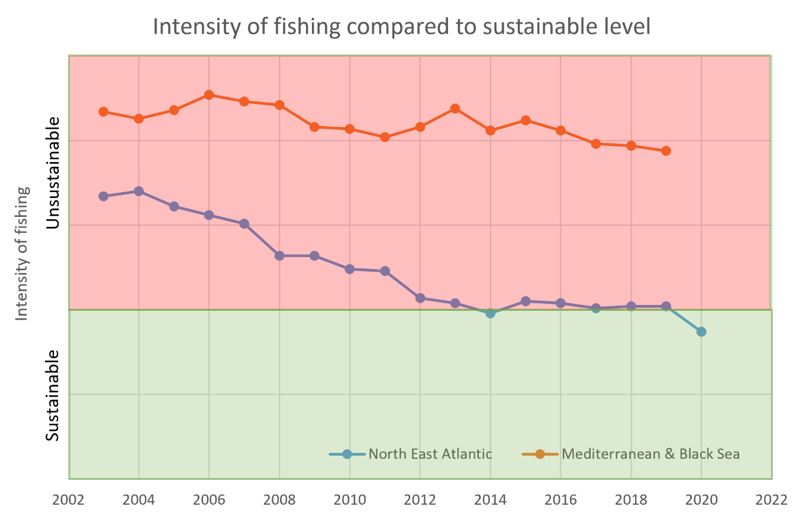 Intensity of fishing compared to sustainable level
Intensity of fishing
Unsustainable
Sustainable
North East Atlantic
Mediterranean & Black Sea
2002 2004 2006 2008 2010 2012 2014 2016 2018 2020 2022